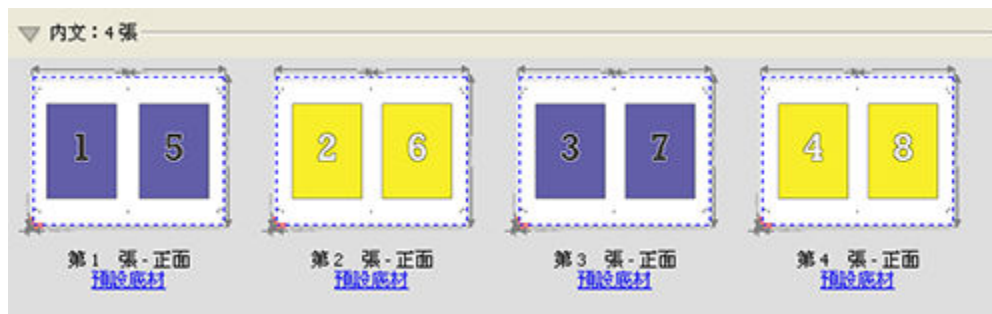 內文：4 張
1 5 2 6 3 7 4 8
第 1 張 - 正面 第 2 張 - 正面 第 3 張 - 正面 第 4 張 - 正面
預設底材 預設底材 預設底材 預設底材